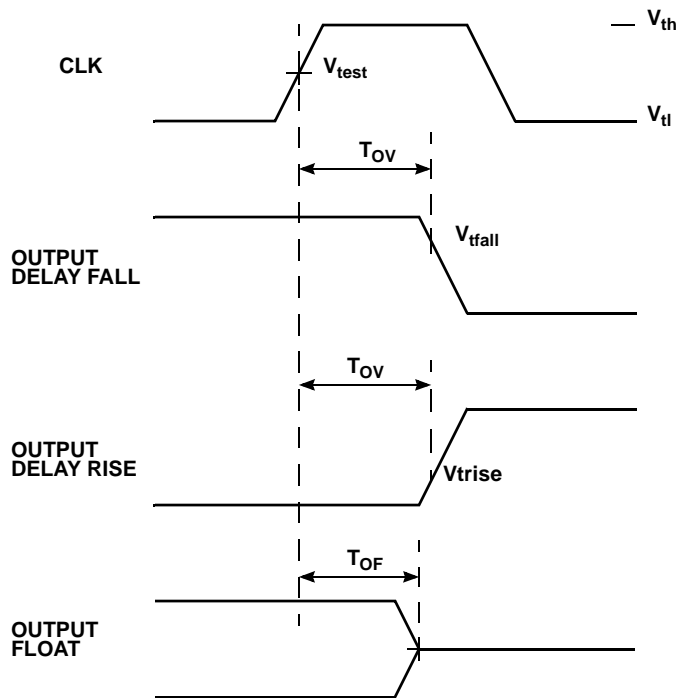 V_th
CLK
V_test
V_tl
T_OV
V_tfall
OUTPUT
DELAY FALL
T_OV
OUTPUT
DELAY RISE
Vtrise
T_OF
OUTPUT
FLOAT